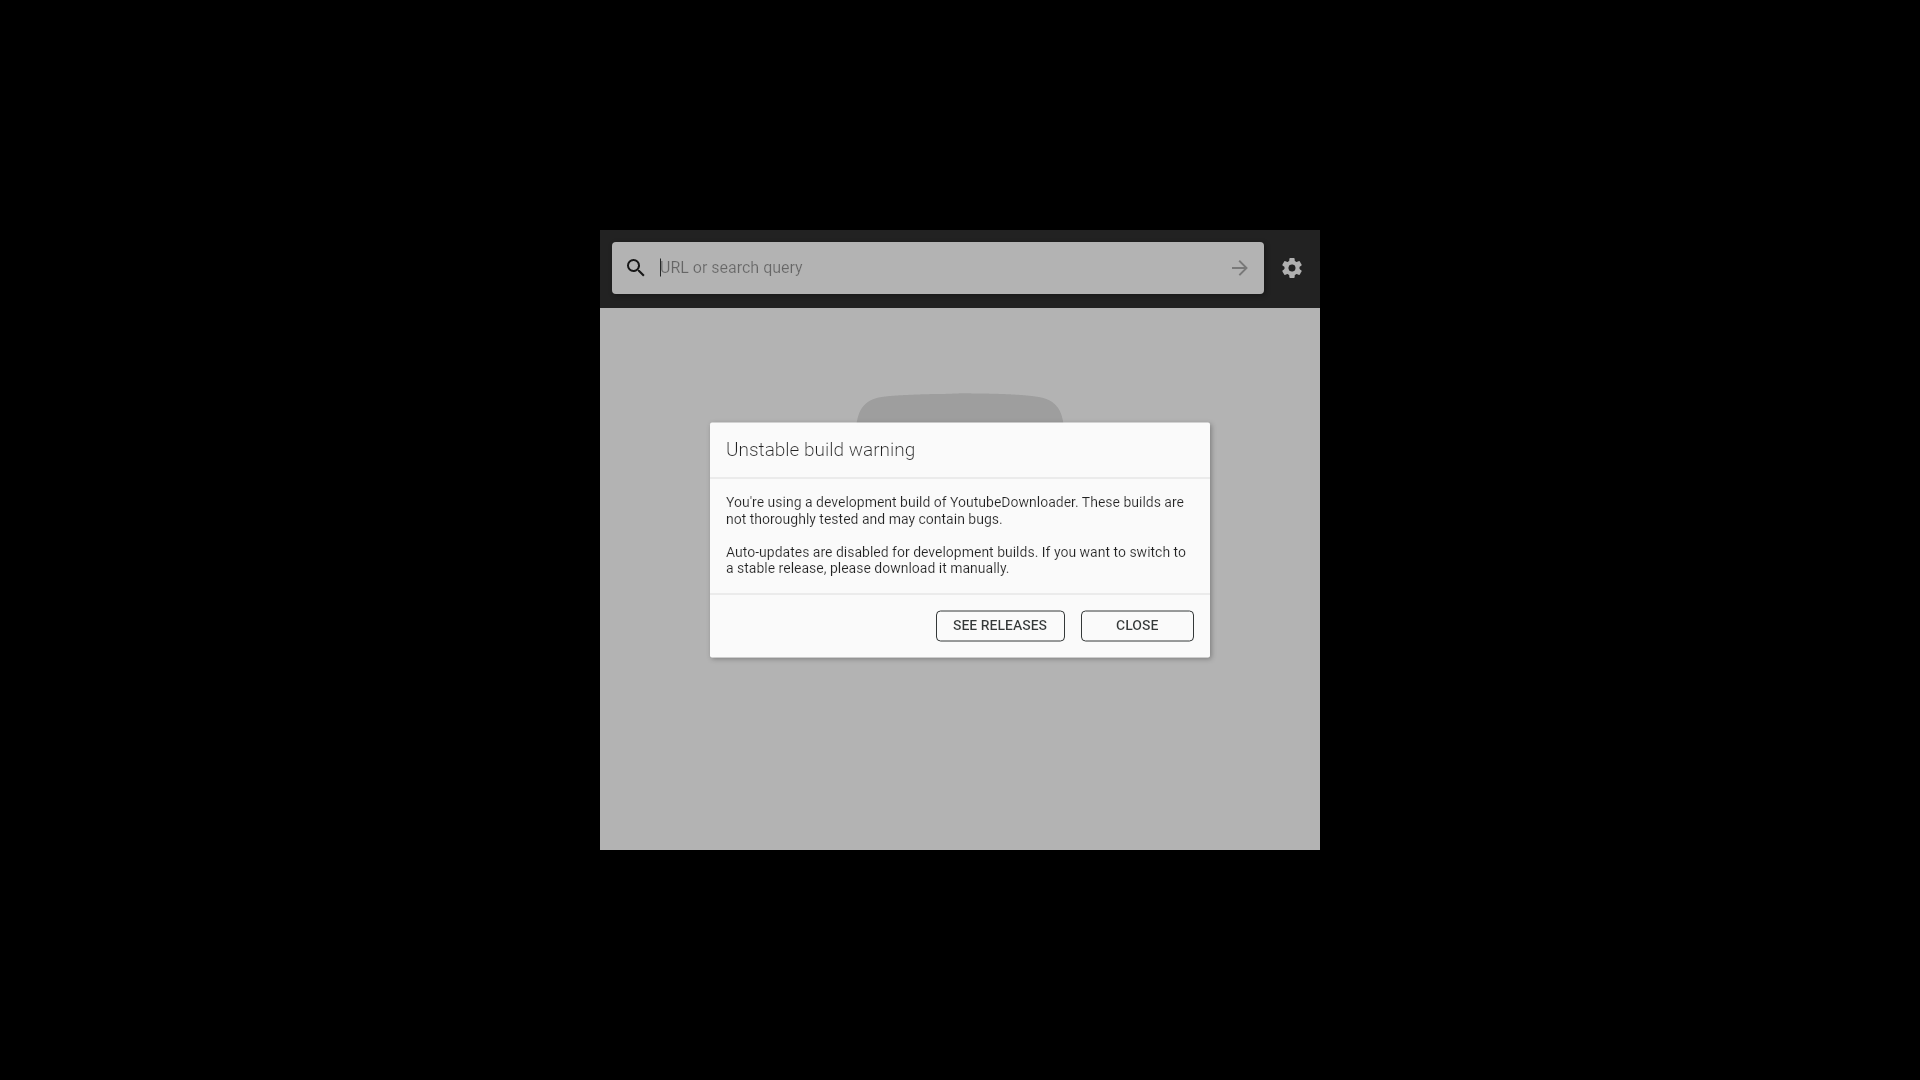 URL or search query
Unstable build warning
You're using a development build of YoutubeDownloader. These builds are
not thoroughly tested and may contain bugs.
Auto-updates are disabled for development builds. If you want to switch to
a stable release, please download it manually.
SEE RELEASES
CLOSE